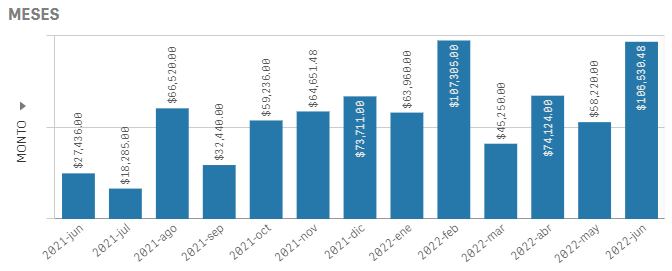 MESES
MONTO
$27,436.00
$18,285.00
$66,520.00
$32,440.00
$59,236.00
$64,651.48
$73,711.00
$63,960.00
$107,305.00
$45,250.00
$74,124.00
$58,220.00
$106,530.48
2021-jun
2021-jul
2021-ago
2021-sep
2021-oct
2021-nov
2021-dic
2022-ene
2022-feb
2022-mar
2022-abr
2022-may
2022-jun